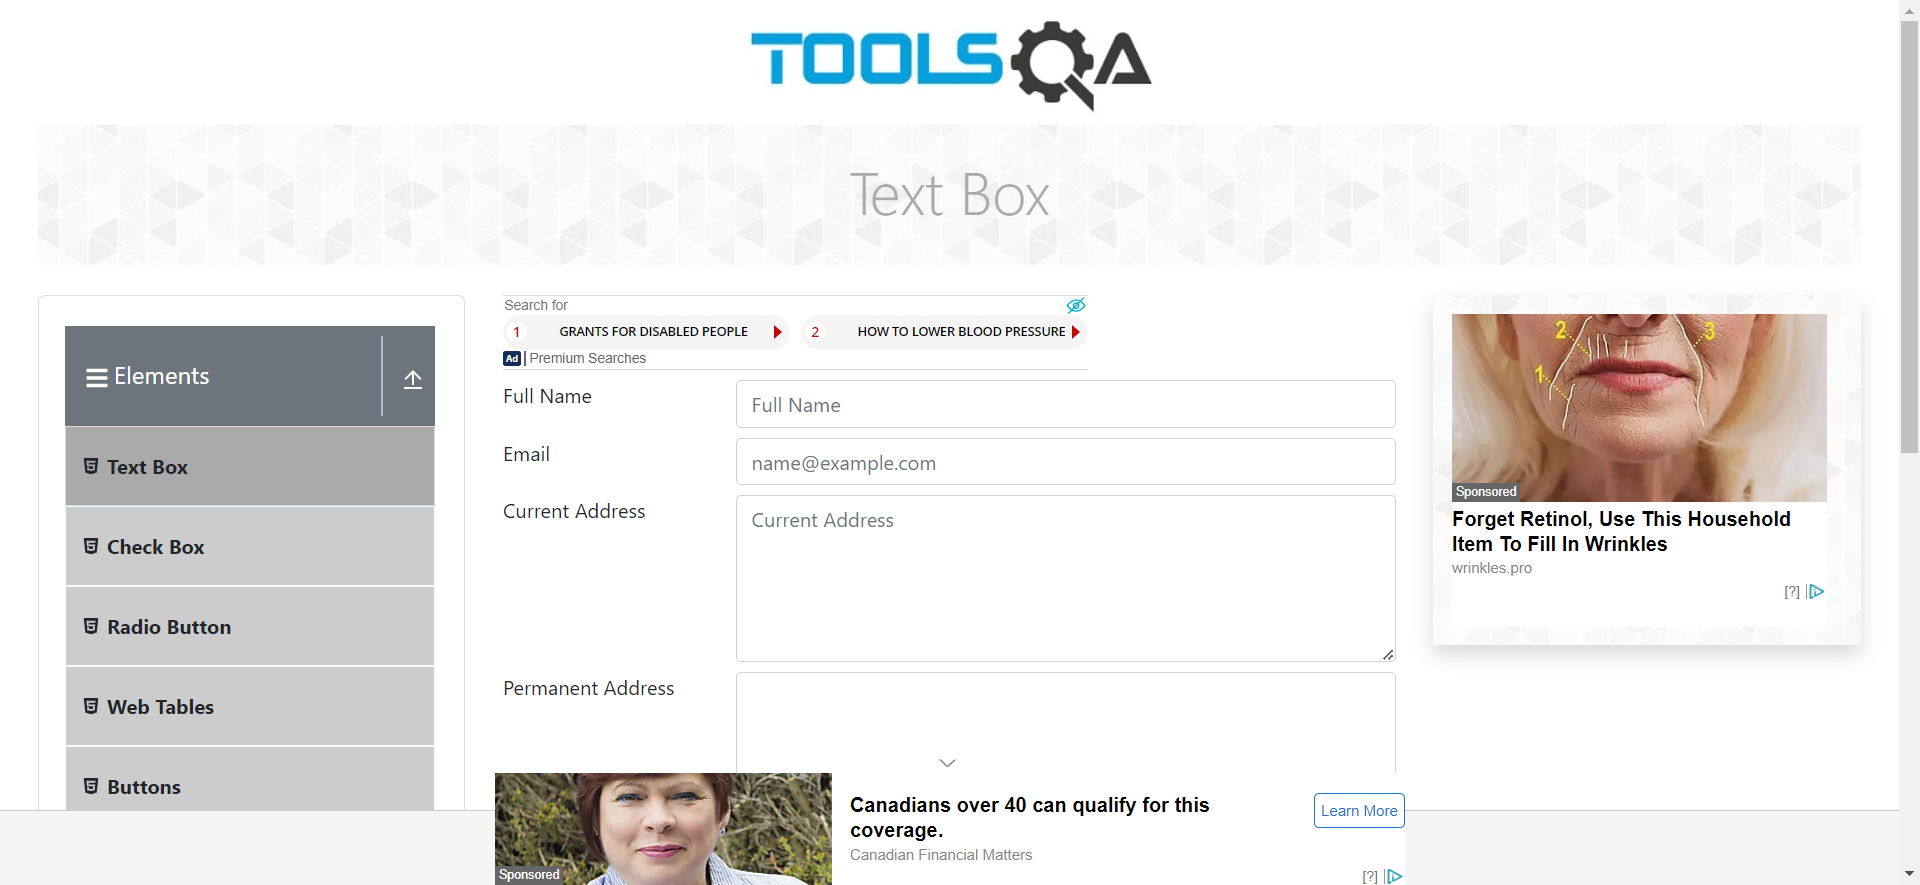 TOOLSQA
Text Box
Elements
Text Box
Check Box
Radio Button
Web Tables
Buttons
Search for
1 GRANTS FOR DISABLED PEOPLE
2 HOW TO LOWER BLOOD PRESSURE
Ad | Premium Searches
Full Name
Full Name
Email
name@example.com
Current Address
Current Address
Permanent Address
1
2
3
Sponsored
Forget Retinol, Use This Household
Item To Fill In Wrinkles
wrinkles.pro
[?]
Sponsored
Canadians over 40 can qualify for this
coverage.
Canadian Financial Matters
Learn More
[?]